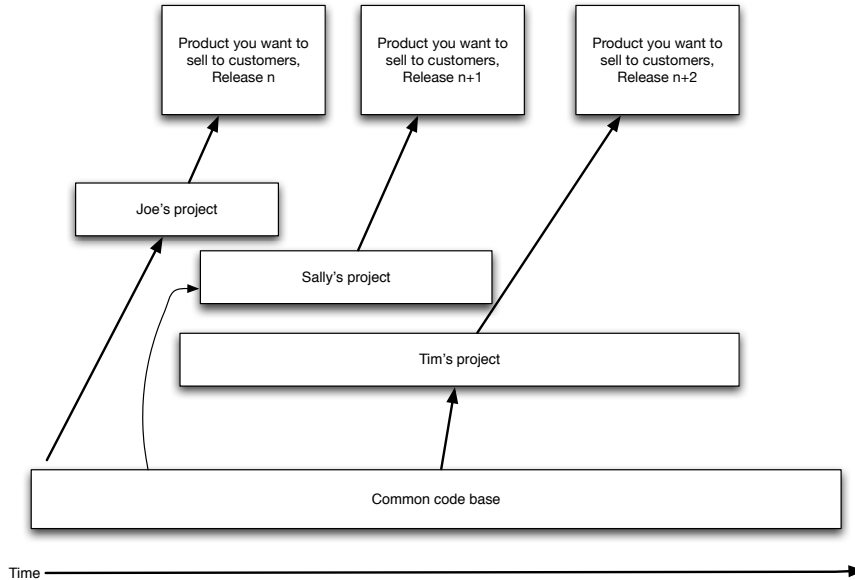 Product you want to
sell to customers,
Release n
Product you want to
sell to customers,
Release n+1
Product you want to
sell to customers,
Release n+2
Joe's project
Sally's project
Tim's project
Common code base
Time